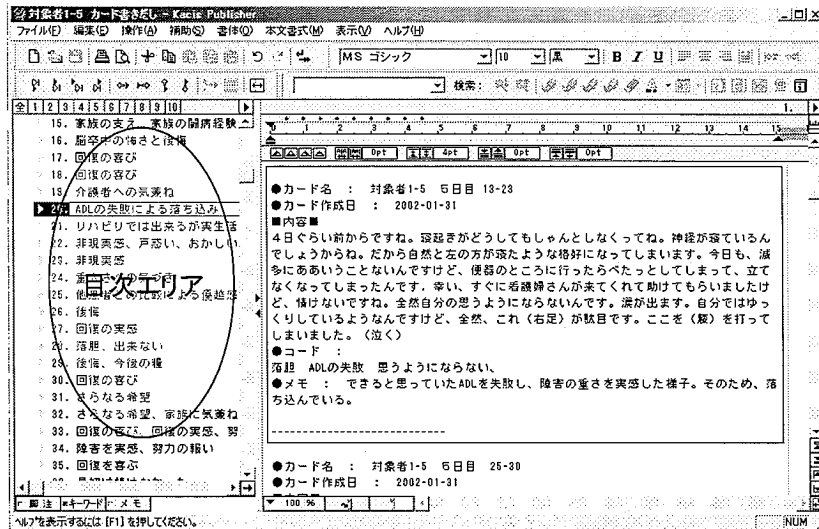 対象者1-5 カード書きだし - Kacis Publisher
ファイル(F) 編集(E) 操作(A) 補助(S) 書体(O) 本文書式(M) 表示(V) ヘルプ(H)
MS ゴシック 10 黒 B I U
検索:
全 1 2 3 4 5 6 7 8 9 10
1.
0 1 2 3 4 5 6 7 8 9 10 11 12 13 14 15
0pt 4pt 0pt 0pt
15. 家族の支え、家族の闘病経験
16. 脳卒中の怖さと後悔
17. 回復の喜び
18. 回復の喜び
19. 介護者への気兼ね
20. ADLの失敗による落ち込み
21. リハビリでは出来るが実生活
22. 非現実感、戸惑い、おかしい
23. 非現実感
24.
25. 他患者との比較による優越感
26. 後悔
27. 回復の実感
28. 落胆、出来ない
29. 後悔、今後の糧
30. 回復の喜び
31. さらなる希望
32. さらなる希望、家族に気兼ね
33. 回復の喜び、回復の実感、努
34. 障害を実感、努力の報い
35. 回復を喜ぶ
目次エリア
●カード名 : 対象者1-5 5日目 13-23
●カード作成日 : 2002-01-31
■内容■
4日ぐらい前からですね。寝起きがどうしてもしゃんとしなくってね。神経が寝ているん
でしょうからね。だから自然と左の方が寝たような格好になってしまいます。今日も、滅
多にああいうことないんですけど、便器のところに行ったらべたっとしてしまって、立て
なくなってしまったんです。幸い、すぐに看護婦さんが来てくれて助けてもらいましたけ
ど、情けないですね。全然自分の思うようにならないんです。涙が出ます。自分ではゆっ
くりしているようなんですけど、全然、これ(右足)が駄目です。ここを(腰)を打って
しまいました。(泣く)
●コード :
落胆 ADLの失敗 思うようにならない、
●メモ : できると思っていたADLを失敗し、障害の重さを実感した様子。そのため、落
ち込んでいる。
---------------------------
●カード名 : 対象者1-5 5日目 25-30
●カード作成日 : 2002-01-31
脚注 キーワード メモ
100 %
ヘルプを表示するには [F1] を押してください。
NUM